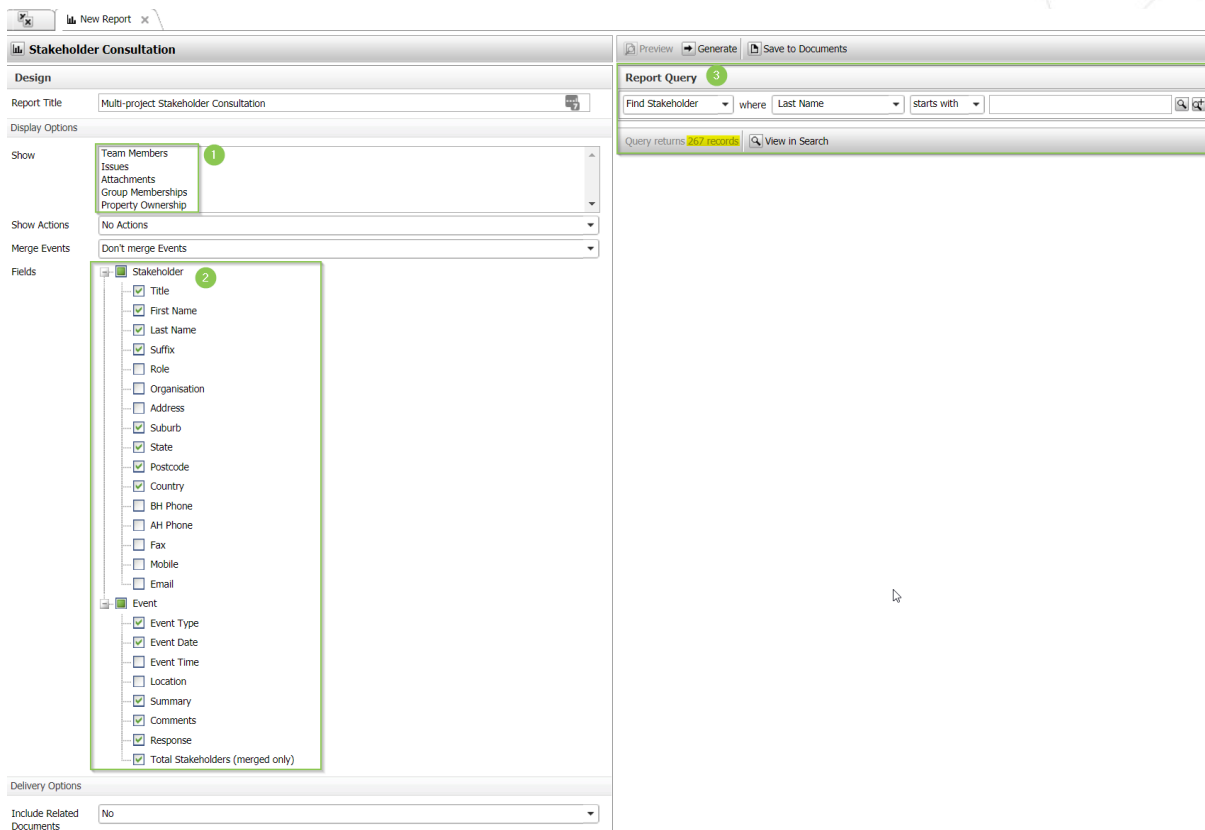 New Report
Stakeholder Consultation
Design
Report Title
Multi-project Stakeholder Consultation
Display Options
Show
Team Members
Issues
Attachments
Group Memberships
Property Ownership
1
Show Actions
No Actions
Merge Events
Don't merge Events
Fields
Stakeholder
2
Title
First Name
Last Name
Suffix
Role
Organisation
Address
Suburb
State
Postcode
Country
BH Phone
AH Phone
Fax
Mobile
Email
Event
Event Type
Event Date
Event Time
Location
Summary
Comments
Response
Total Stakeholders (merged only)
Delivery Options
Include Related
Documents
No
Preview Generate Save to Documents
Report Query 3
Find Stakeholder where Last Name starts with
Query returns 267 records View in Search